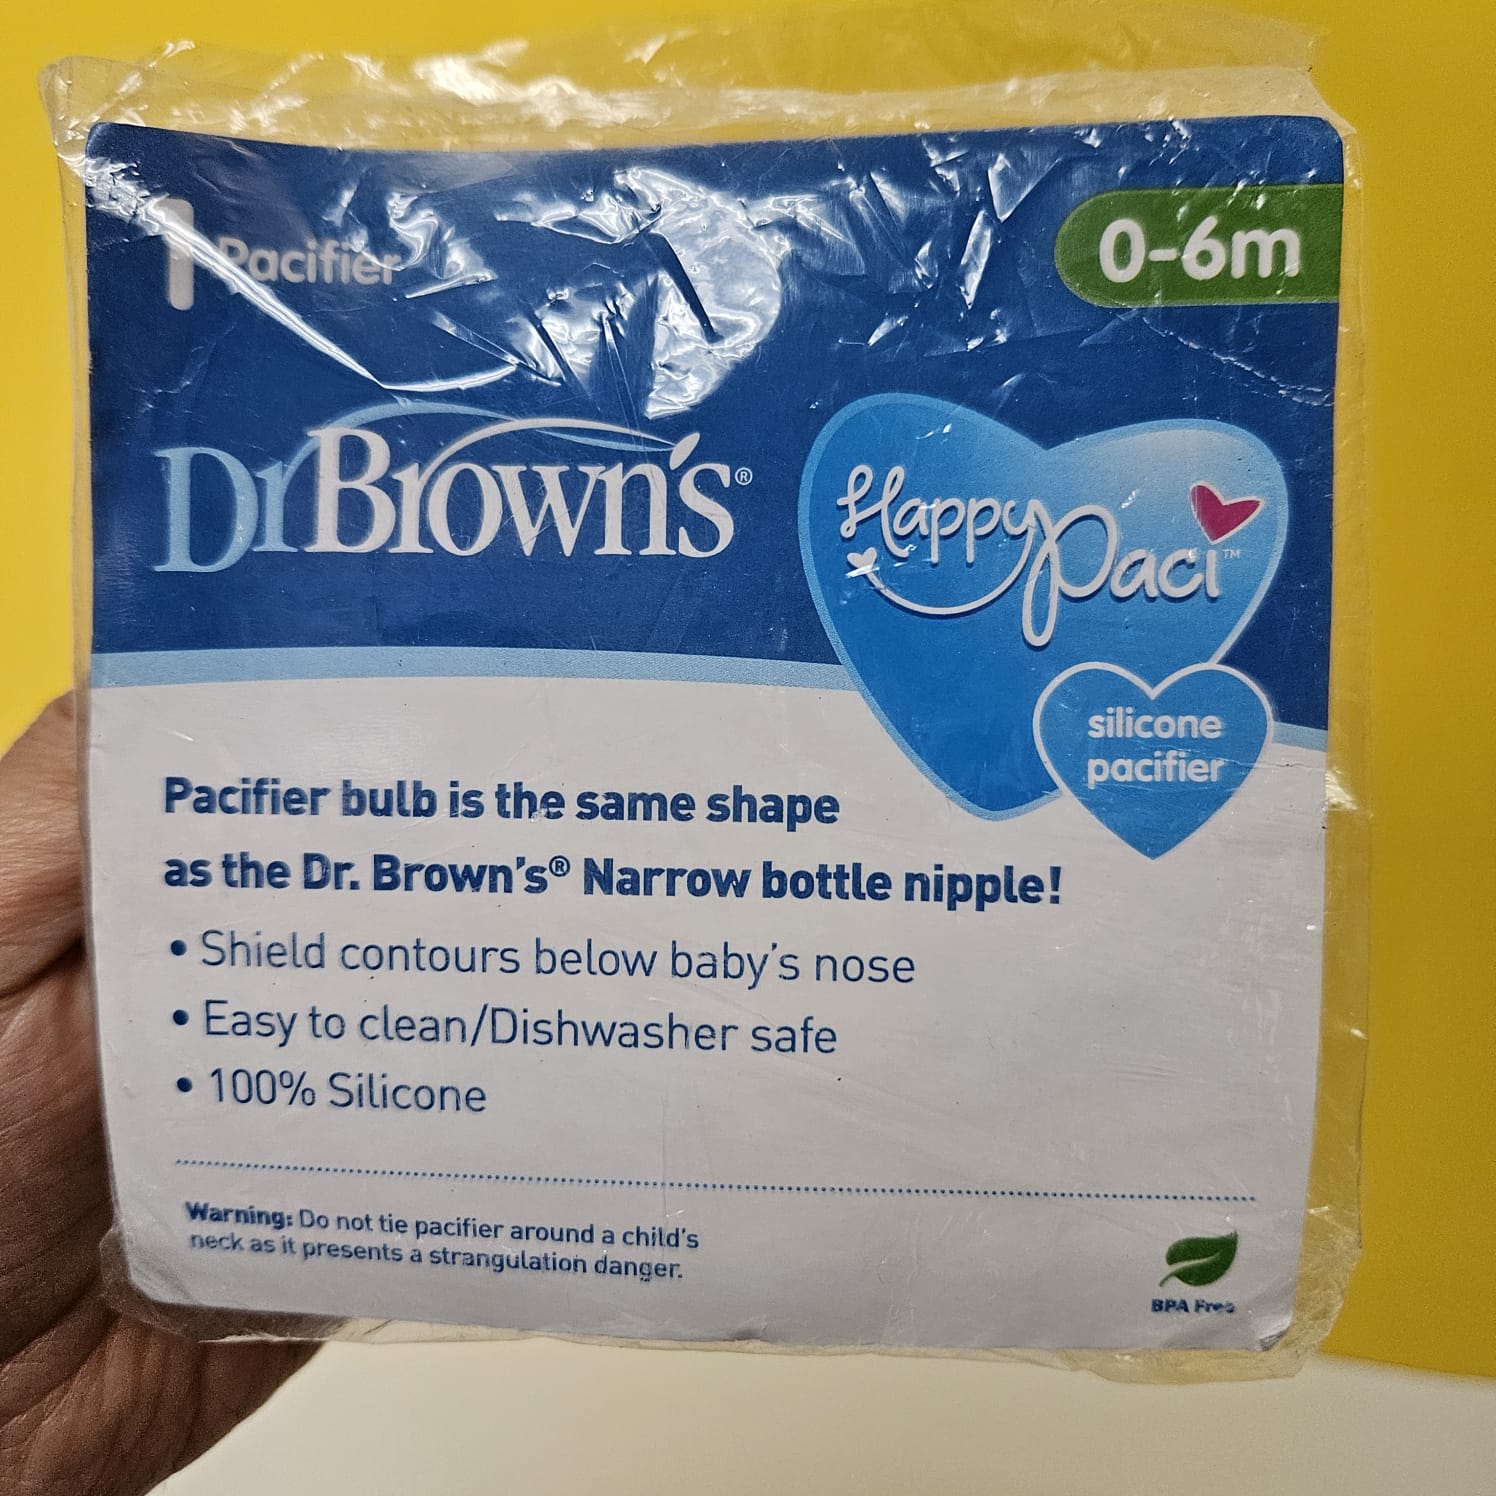 1 Pacifier
0-6m
Dr Brown's®
Happy Paci™
silicone
pacifier
Pacifier bulb is the same shape
as the Dr. Brown's® Narrow bottle nipple!
• Shield contours below baby's nose
• Easy to clean/Dishwasher safe
• 100% Silicone
Warning: Do not tie pacifier around a child's
neck as it presents a strangulation danger.
BPA Free